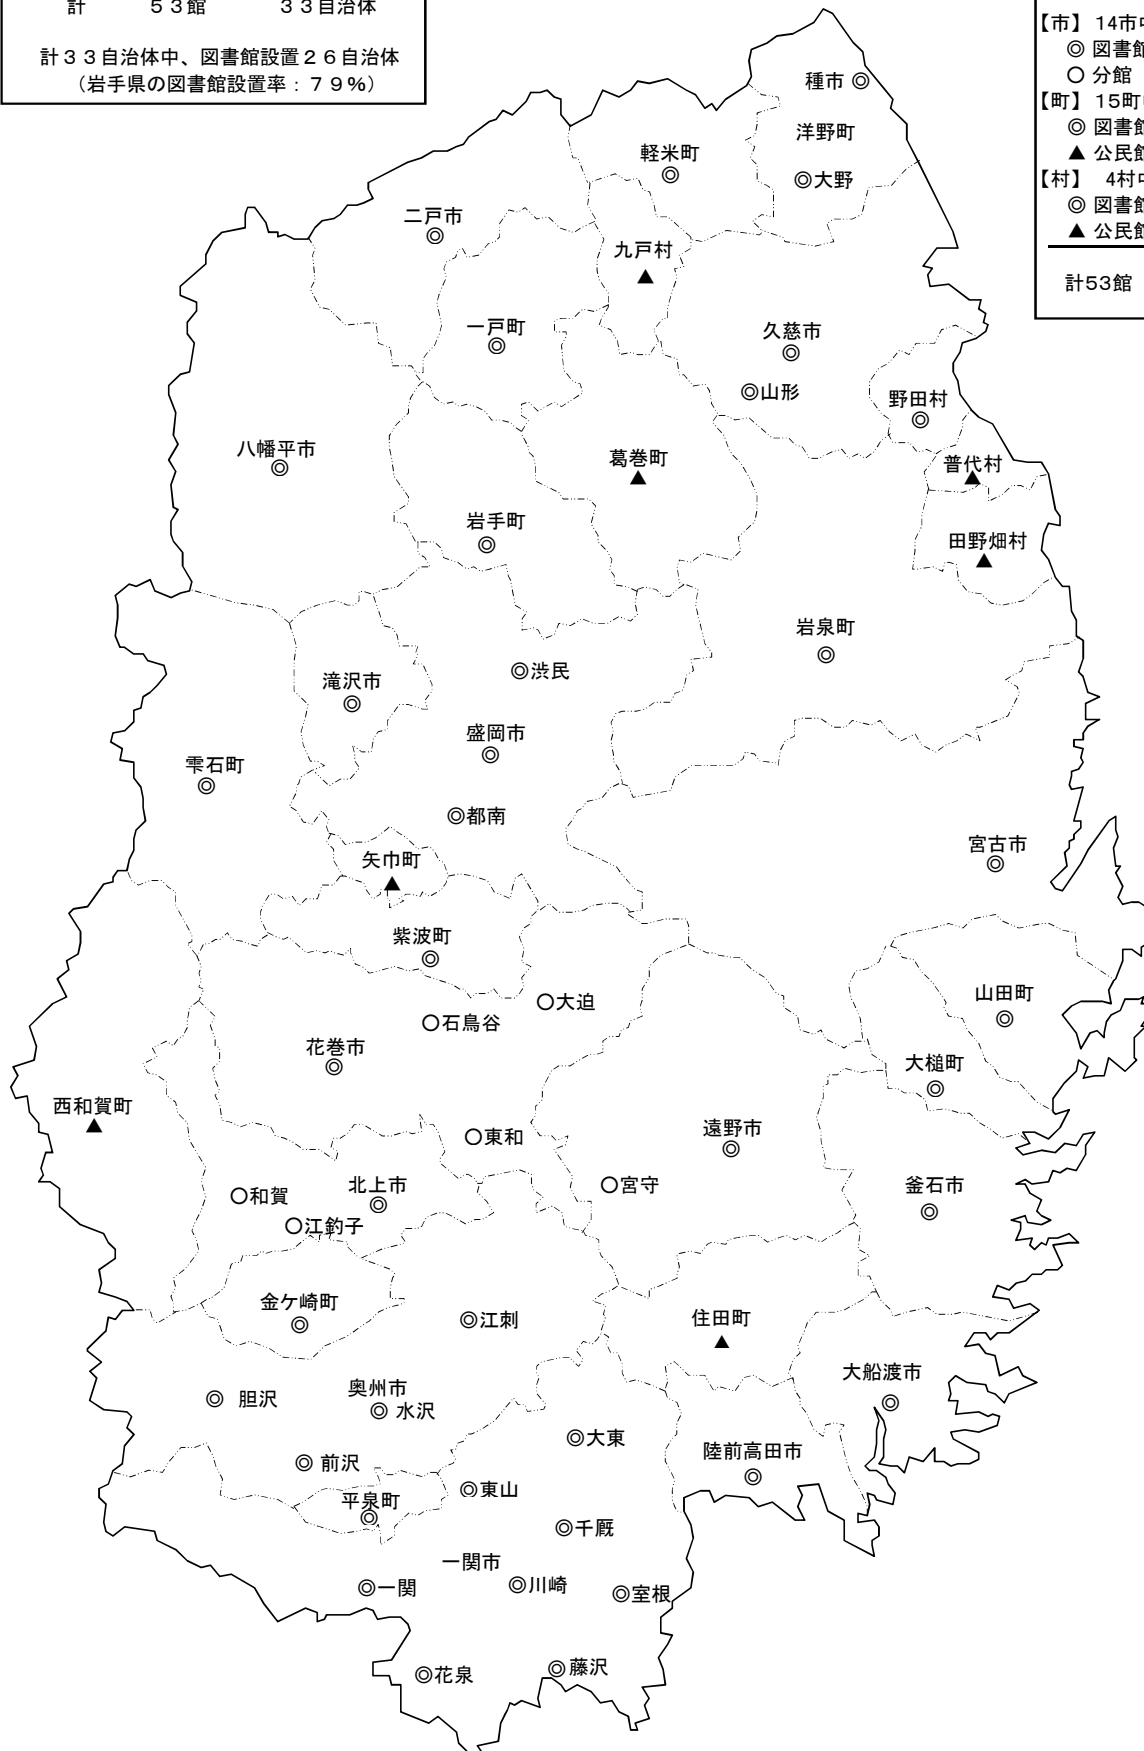 計　　　５３館　　　３３自治体
計３３自治体中、図書館設置２６自治体
（岩手県の図書館設置率：７９%）
【市】 14市中
◎ 図書館
○ 分館
【町】 15町中
◎ 図書館
▲ 公民館
【村】 4村中
◎ 図書館
▲ 公民館
計53館
種市 ◎
洋野町
◎大野
軽米町
◎
二戸市
◎
九戸村
▲
一戸町
◎
久慈市
◎
◎山形
野田村
◎
八幡平市
◎
葛巻町
▲
普代村
▲
岩手町
◎
田野畑村
▲
岩泉町
◎
◎渋民
滝沢市
◎
盛岡市
◎
雫石町
◎
◎都南
宮古市
◎
矢巾町
▲
紫波町
◎
○大迫
山田町
◎
○石鳥谷
花巻市
◎
大槌町
◎
西和賀町
▲
○東和
遠野市
◎
○宮守
釜石市
◎
○和賀
北上市
◎
○江釣子
金ケ崎町
◎
◎江刺
住田町
▲
大船渡市
◎
◎ 胆沢
奥州市
◎ 水沢
◎大東
陸前高田市
◎
◎ 前沢
◎東山
平泉町
◎
◎千厩
一関市
◎一関
◎川崎
◎室根
◎花泉
◎藤沢